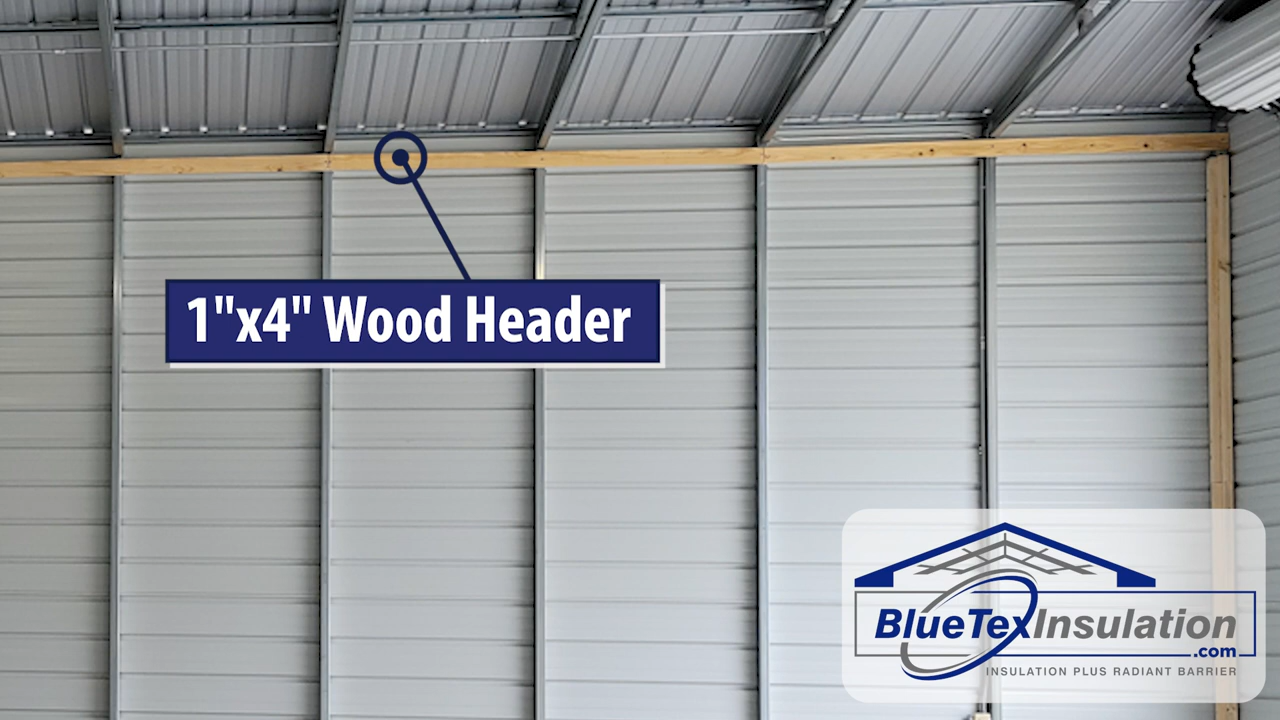 1"x4" Wood Header
BlueTexInsulation
.com
INSULATION PLUS RADIANT BARRIER